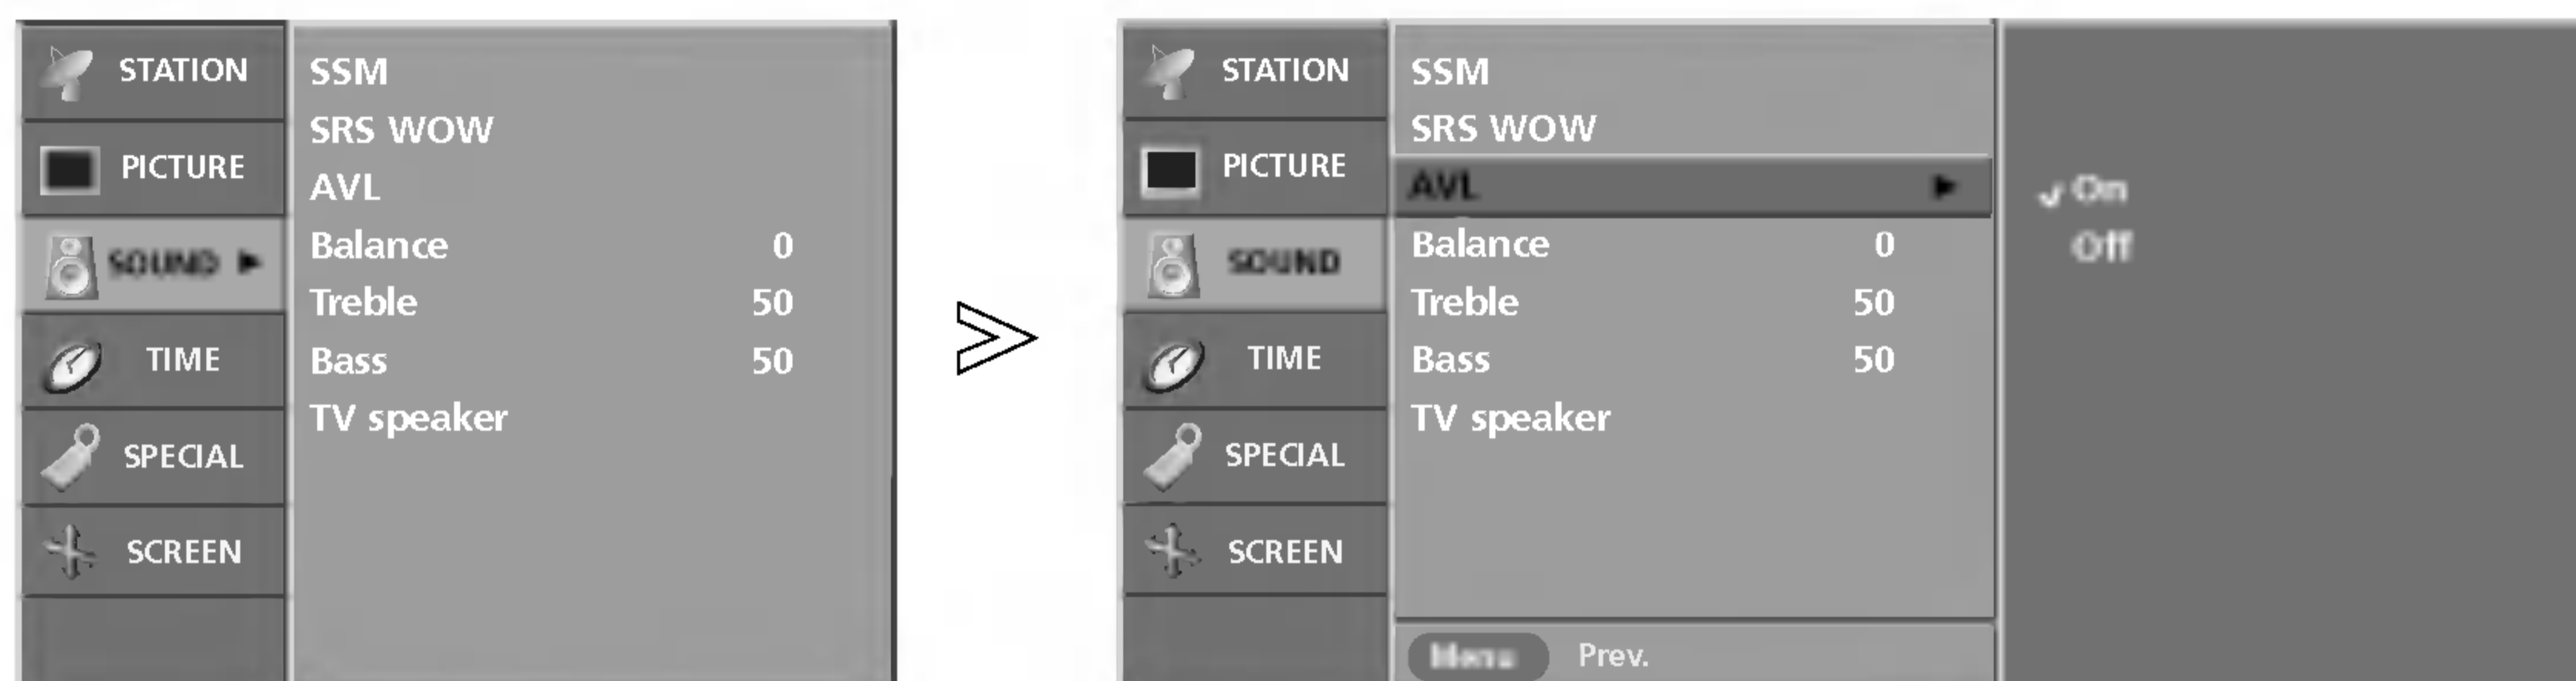 STATION
PICTURE
SOUND ►
TIME
SPECIAL
SCREEN
SSM
SRS WOW
AVL
Balance 0
Treble 50
Bass 50
TV speaker
STATION
PICTURE
SOUND
TIME
SPECIAL
SCREEN
SSM
SRS WOW
AVL ►
Balance 0
Treble 50
Bass 50
TV speaker
Menu Prev.
✓ On
Off